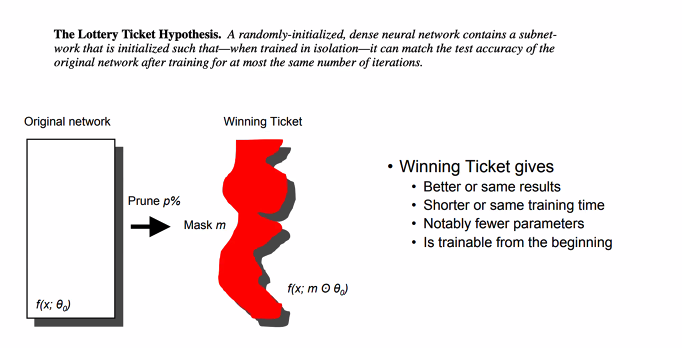 The Lottery Ticket Hypothesis. A randomly-initialized, dense neural network contains a subnet-
work that is initialized such that—when trained in isolation—it can match the test accuracy of the
original network after training for at most the same number of iterations.
Original network
Winning Ticket
Prune p%
Mask m
f(x; θ₀)
f(x; m ⊙ θ₀)
• Winning Ticket gives
• Better or same results
• Shorter or same training time
• Notably fewer parameters
• Is trainable from the beginning